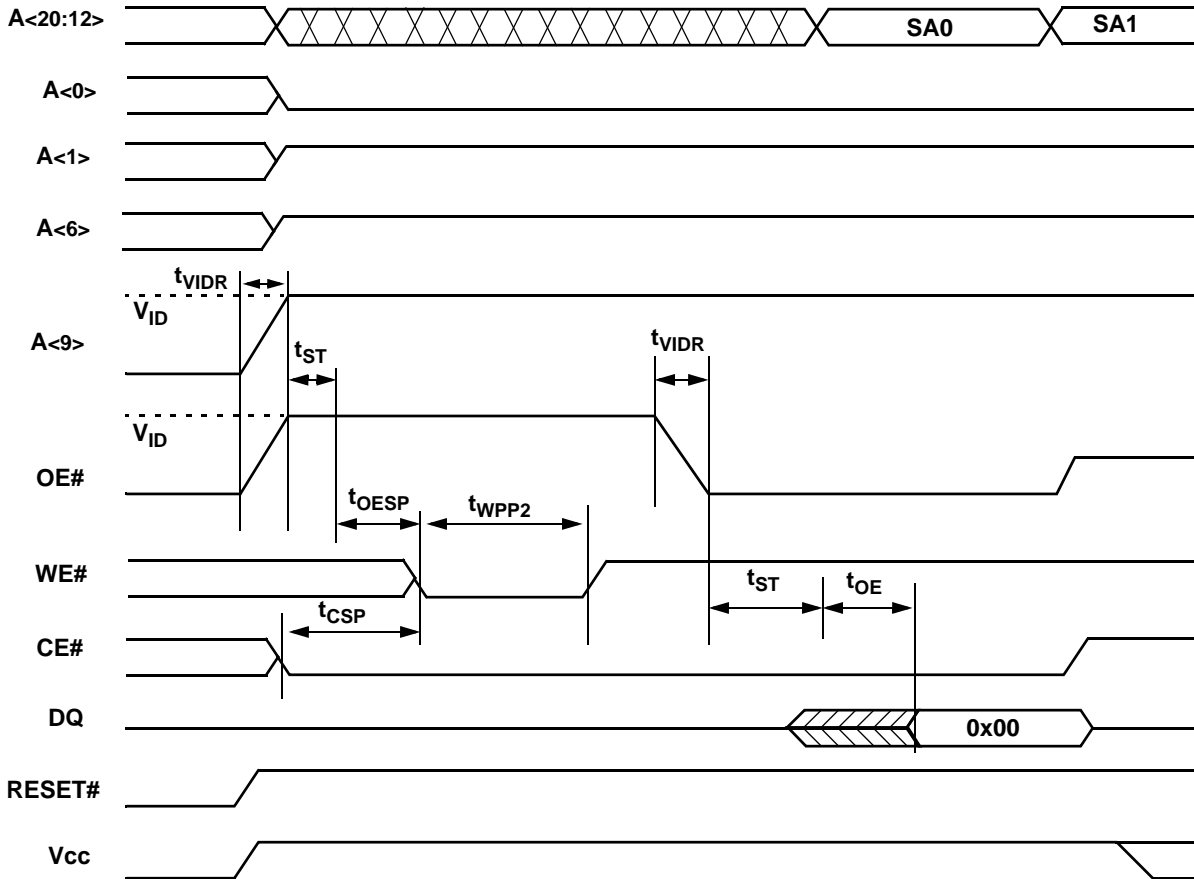 A<20:12>
SA0
SA1
A<0>
A<1>
A<6>
tVIDR
VID
A<9>
tST
tVIDR
VID
OE#
tOESP
tWPP2
WE#
tST
tOE
tCSP
CE#
DQ
0x00
RESET#
Vcc